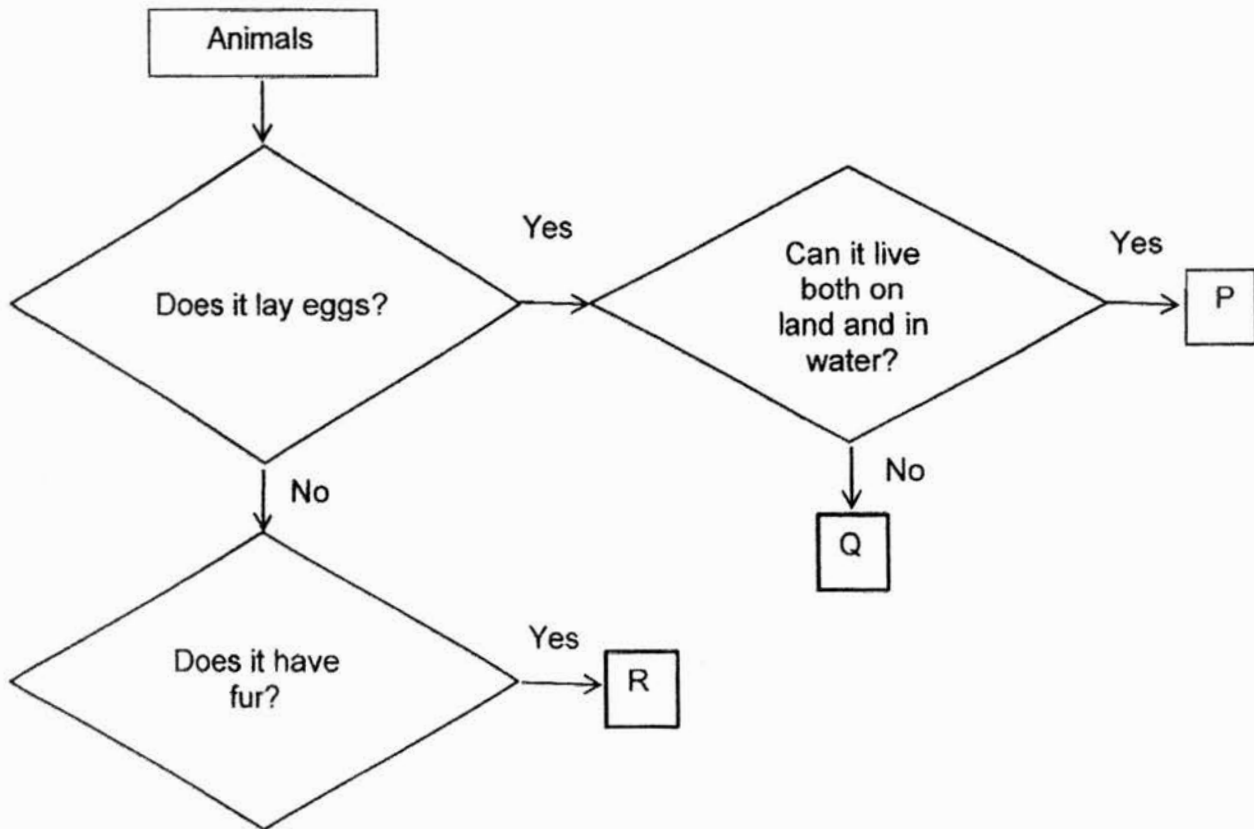 Animals
Does it lay eggs?
Yes
Can it live
both on
land and in
water?
Yes
P
No
Q
No
Does it have
fur?
Yes
R